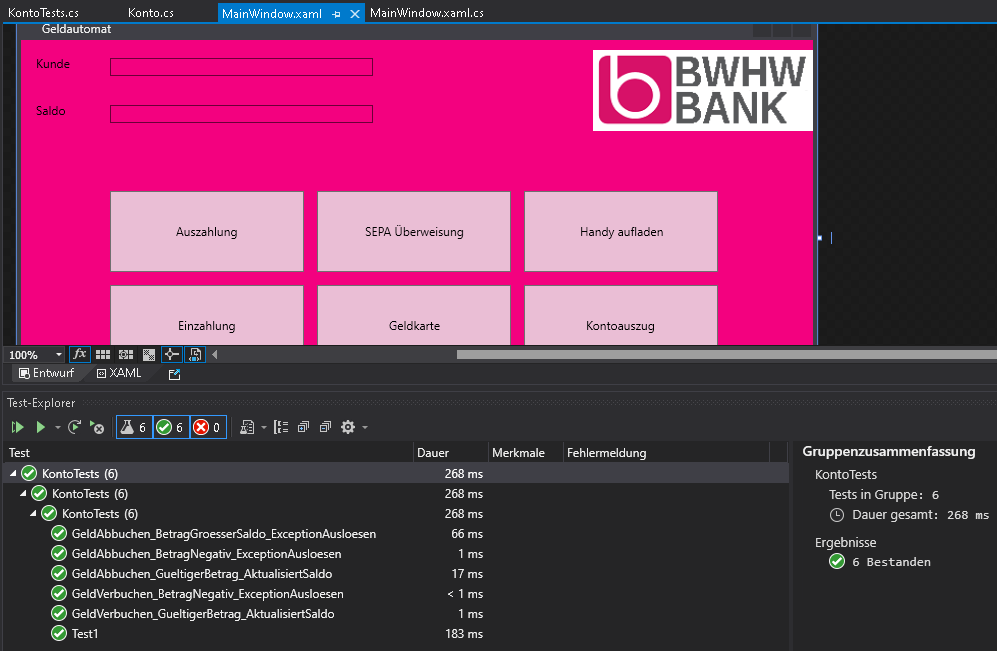 KontoTests.cs Konto.cs MainWindow.xaml MainWindow.xaml.cs
Geldautomat
Kunde
BWHW
BANK
Saldo
Auszahlung SEPA Überweisung Handy aufladen
Einzahlung Geldkarte Kontoauszug
100% fx
Entwurf XAML
Test-Explorer
6 6 0
Test Dauer Merkmale Fehlermeldung
KontoTests (6) 268 ms
KontoTests (6) 268 ms
KontoTests (6) 268 ms
GeldAbbuchen_BetragGroesserSaldo_ExceptionAusloesen 66 ms
GeldAbbuchen_BetragNegativ_ExceptionAusloesen 1 ms
GeldAbbuchen_GueltigerBetrag_AktualisiertSaldo 17 ms
GeldVerbuchen_BetragNegativ_ExceptionAusloesen < 1 ms
GeldVerbuchen_GueltigerBetrag_AktualisiertSaldo 1 ms
Test1 183 ms
Gruppenzusammenfassung
KontoTests
Tests in Gruppe: 6
Dauer gesamt: 268 ms
Ergebnisse
6 Bestanden